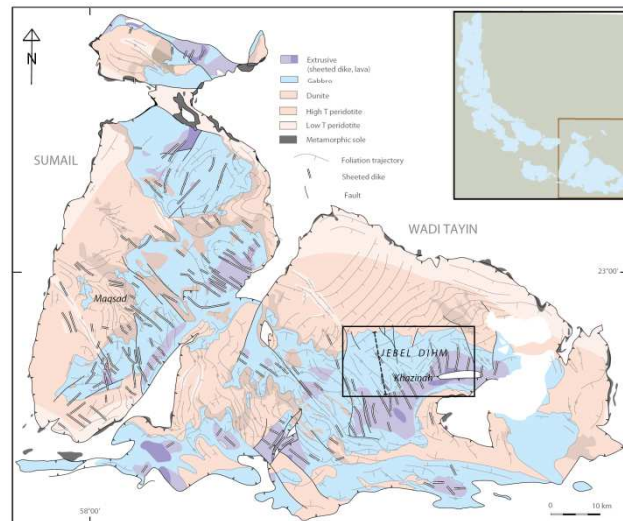 N
Extrusive
(sheeted dike, lava)
Gabbro
Dunite
High T peridotite
Low T peridotite
Metamorphic sole
Foliation trajectory
Sheeted dike
Fault
SUMAIL
WADI TAYIN
23°00'
Maqsad
JEBEL DIHM
Khazinah
58°00'
0 10 km